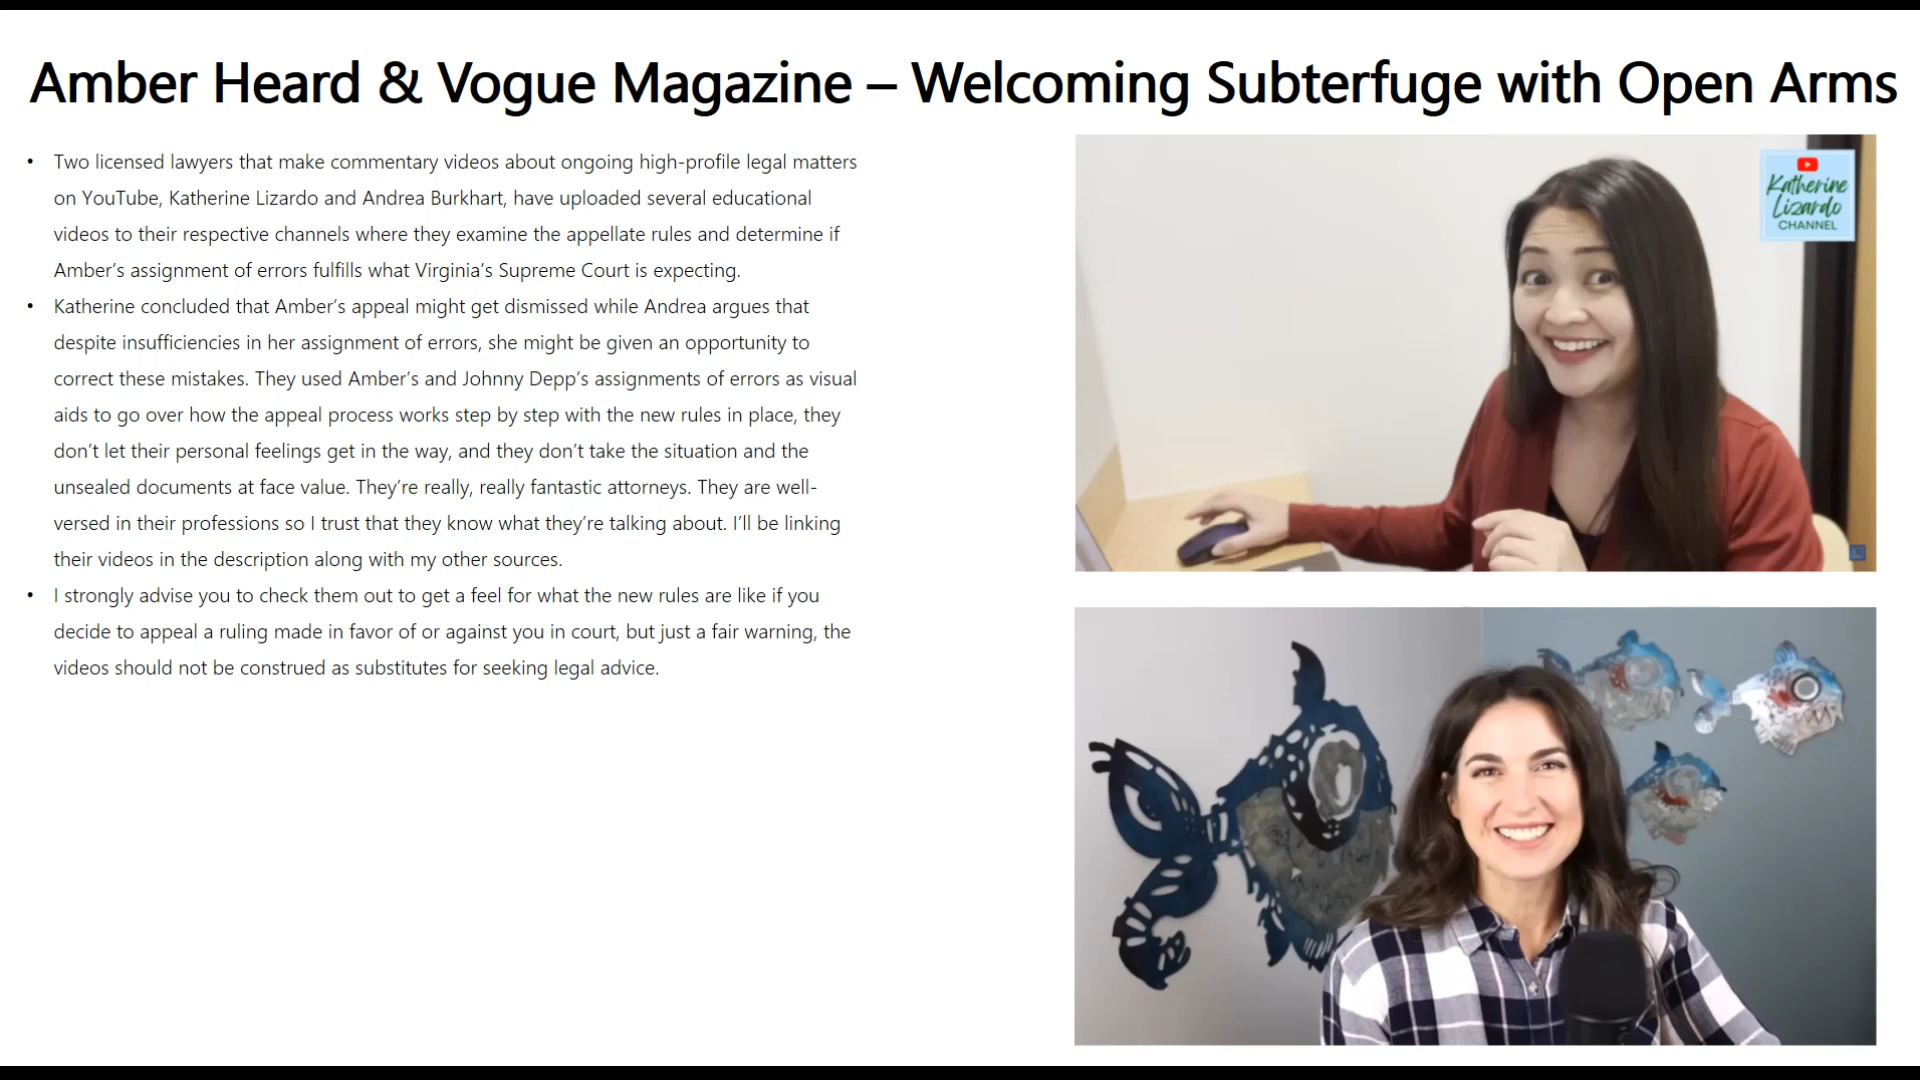 Amber Heard & Vogue Magazine – Welcoming Subterfuge with Open Arms
• Two licensed lawyers that make commentary videos about ongoing high-profile legal matters
on YouTube, Katherine Lizardo and Andrea Burkhart, have uploaded several educational
videos to their respective channels where they examine the appellate rules and determine if
Amber’s assignment of errors fulfills what Virginia’s Supreme Court is expecting.
• Katherine concluded that Amber’s appeal might get dismissed while Andrea argues that
despite insufficiencies in her assignment of errors, she might be given an opportunity to
correct these mistakes. They used Amber’s and Johnny Depp’s assignments of errors as visual
aids to go over how the appeal process works step by step with the new rules in place, they
don’t let their personal feelings get in the way, and they don’t take the situation and the
unsealed documents at face value. They’re really, really fantastic attorneys. They are well-
versed in their professions so I trust that they know what they’re talking about. I’ll be linking
their videos in the description along with my other sources.
• I strongly advise you to check them out to get a feel for what the new rules are like if you
decide to appeal a ruling made in favor of or against you in court, but just a fair warning, the
videos should not be construed as substitutes for seeking legal advice.
Katherine
Lizardo
CHANNEL